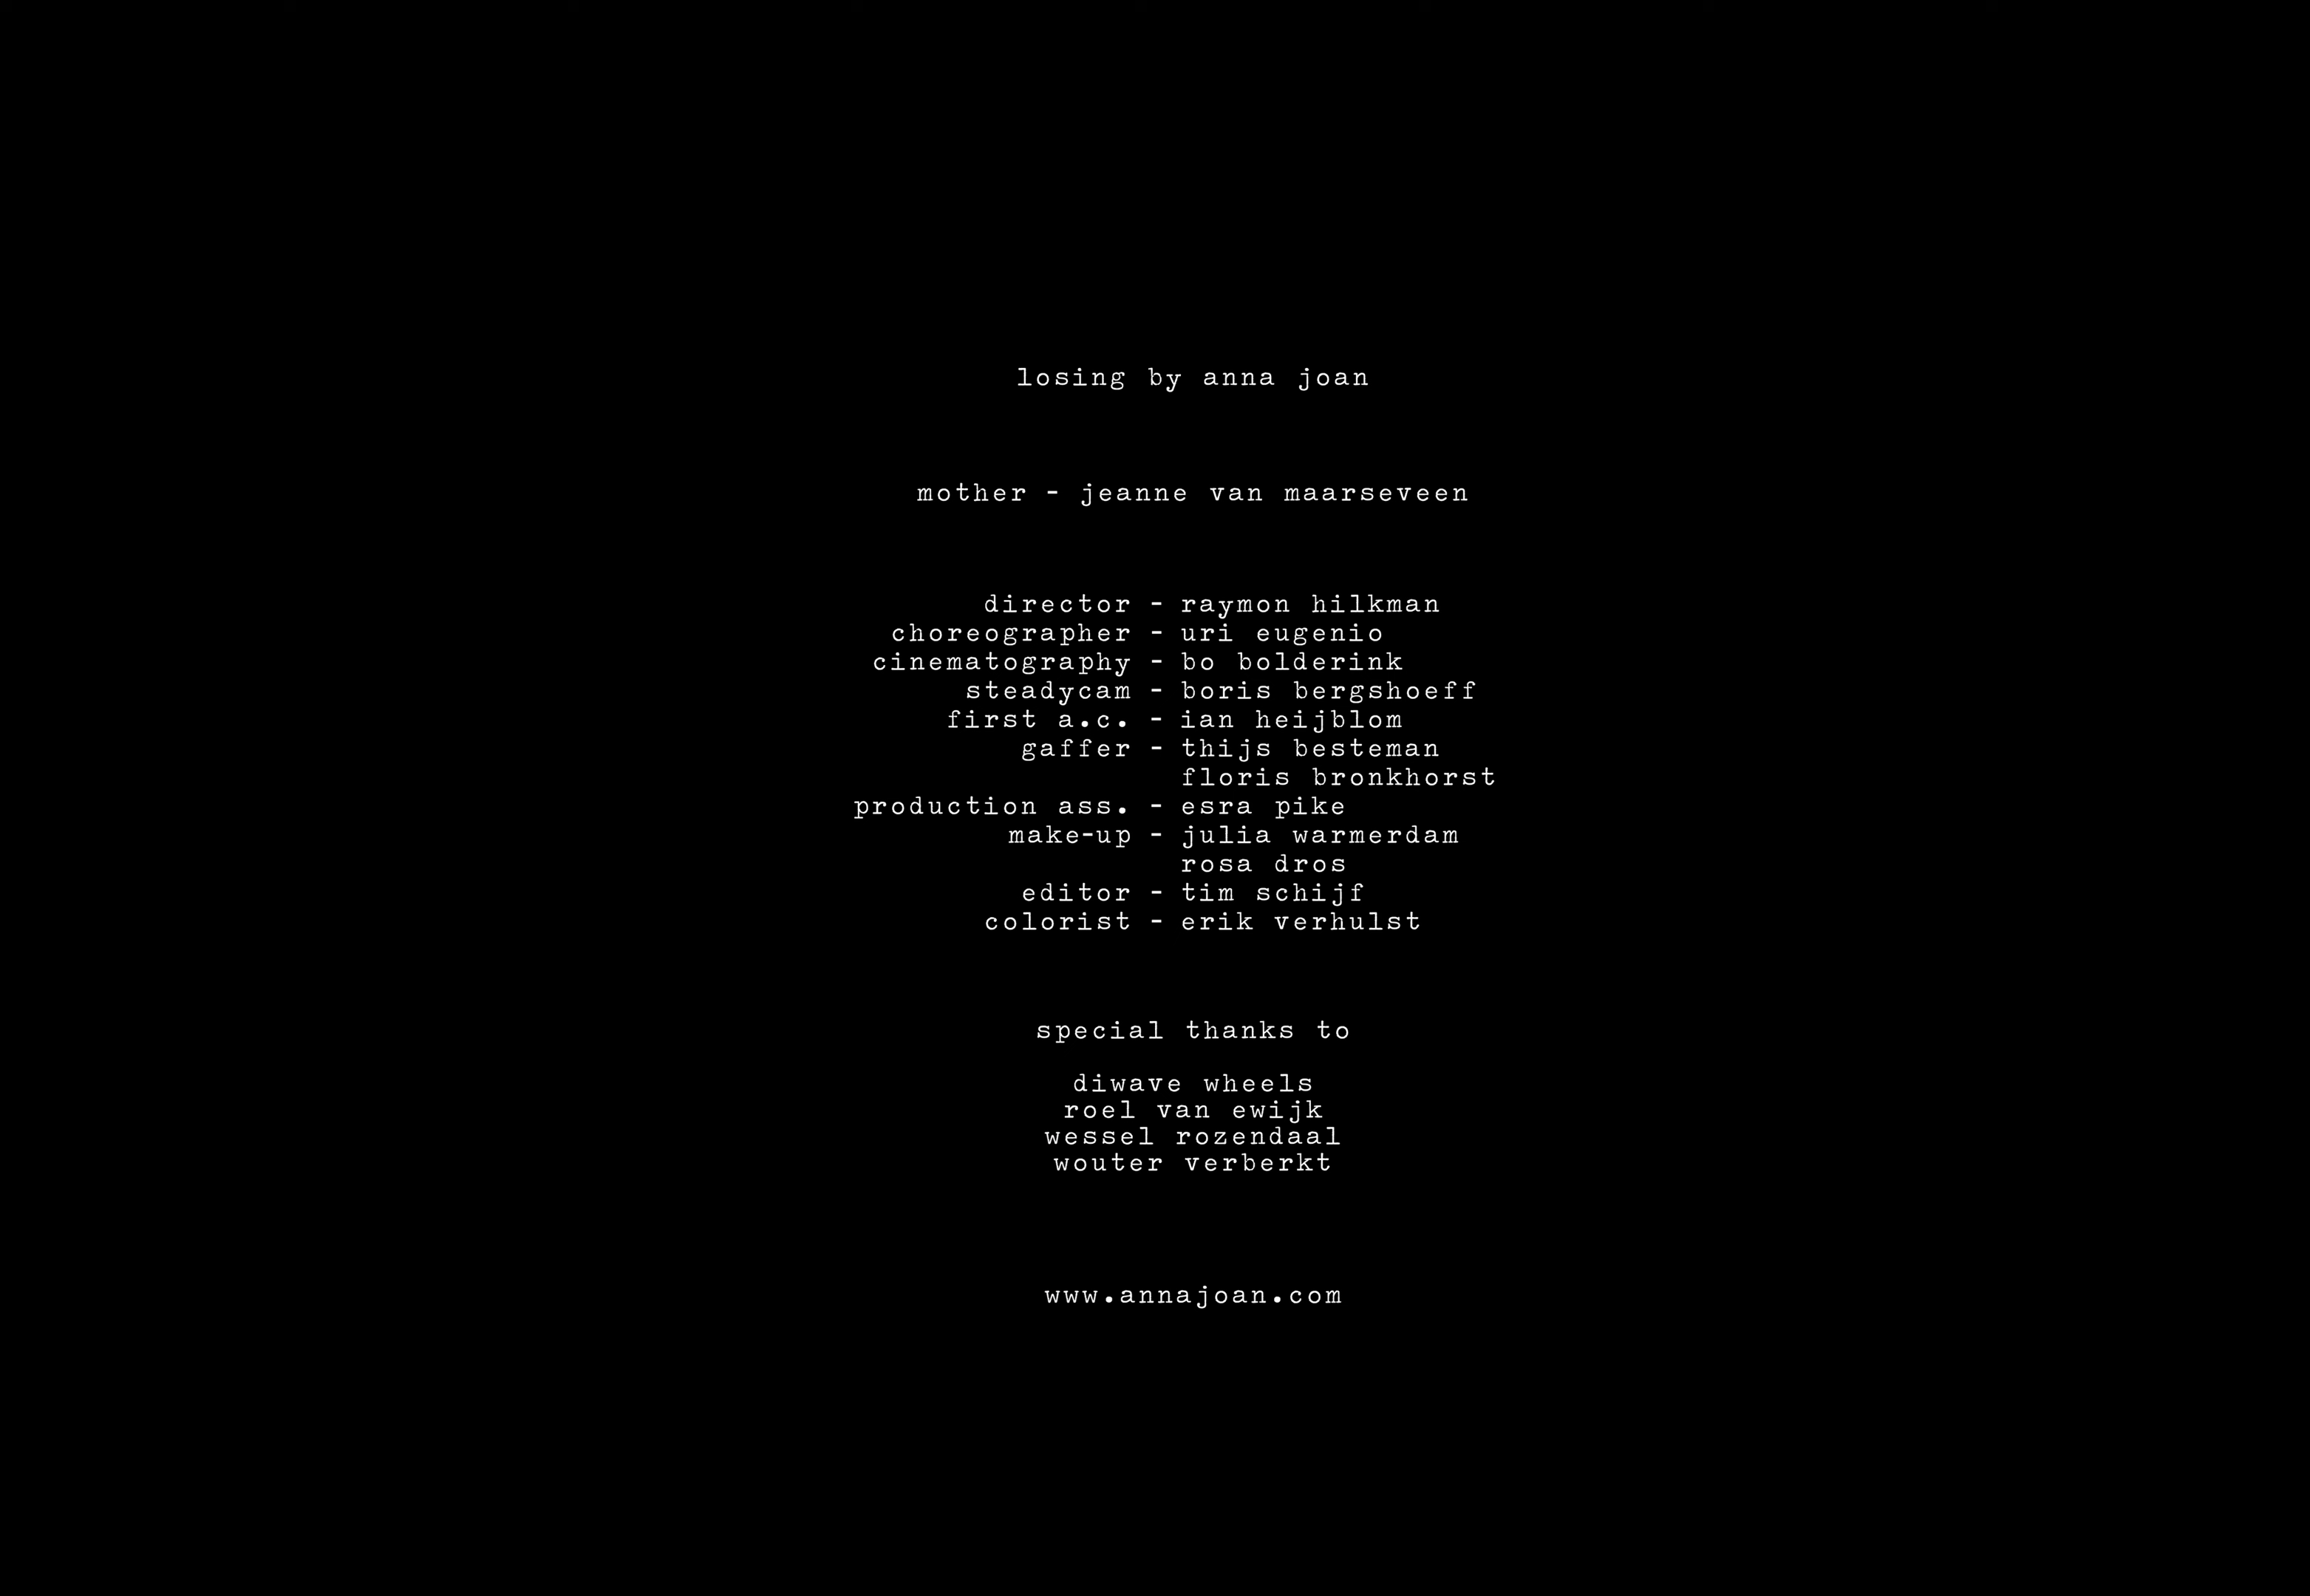 losing by anna joan
mother - jeanne van maarseveen
director - raymon hilkman
choreographer - uri eugenio
cinematography - bo bolderink
steadycam - boris bergshoeff
first a.c. - ian heijblom
gaffer - thijs besteman
floris bronkhorst
production ass. - esra pike
make-up - julia warmerdam
rosa dros
editor - tim schijf
colorist - erik verhulst
special thanks to
diwave wheels
roel van ewijk
wessel rozendaal
wouter verberkt
www.annajoan.com